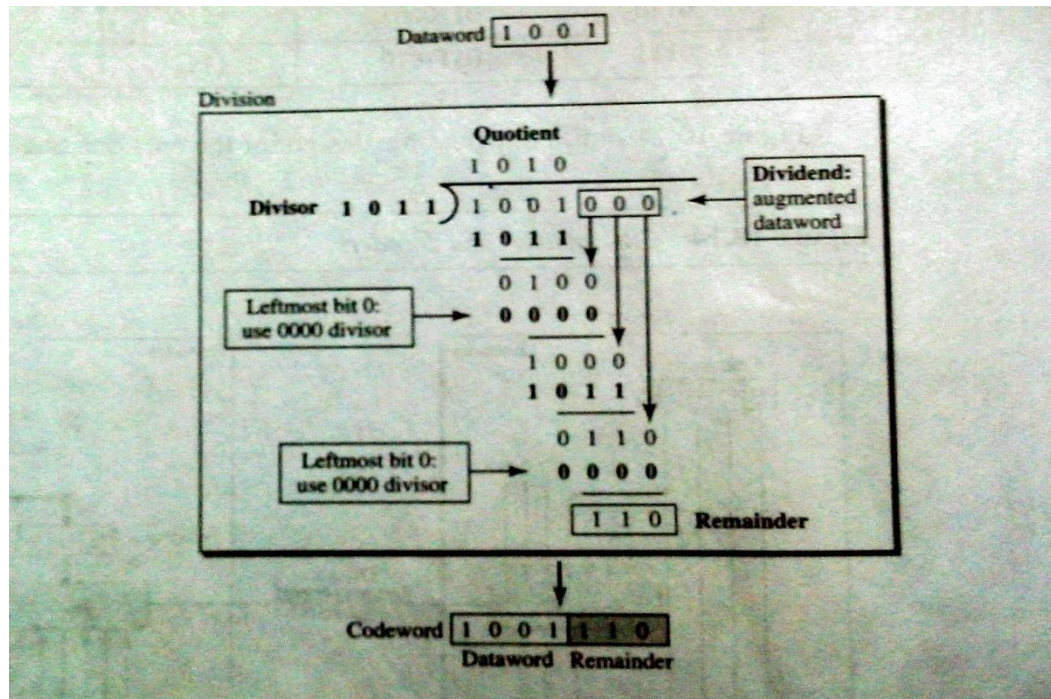 Dataword 1 0 0 1
Division
Quotient
1 0 1 0
Dividend:
augmented
dataword
Divisor 1 0 1 1 1 0 0 1 0 0 0
1 0 1 1
0 1 0 0
Leftmost bit 0:
use 0000 divisor
0 0 0 0
1 0 0 0
1 0 1 1
0 1 1 0
Leftmost bit 0:
use 0000 divisor
0 0 0 0
1 1 0 Remainder
Codeword 1 0 0 1 1 1 0
Dataword Remainder